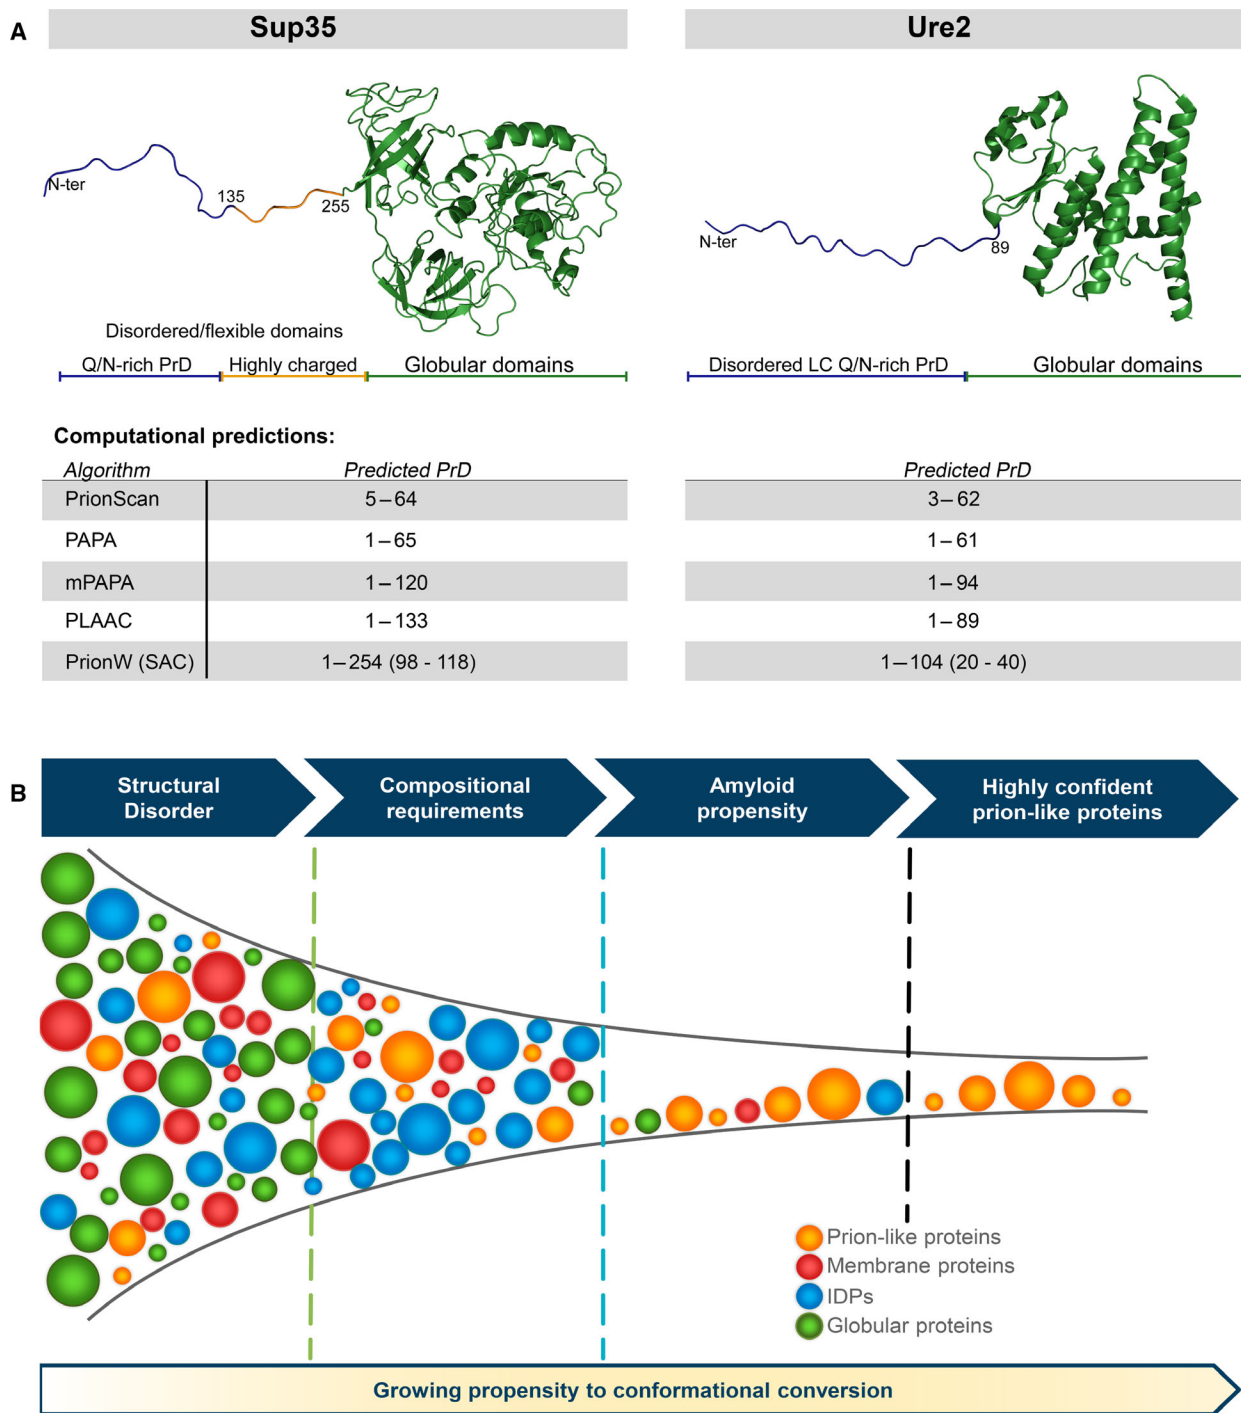 A
Sup35
Ure2
N-ter
135
255
N-ter
89
Disordered/flexible domains
Q/N-rich PrD
Highly charged
Globular domains
Disordered LC Q/N-rich PrD
Globular domains
Computational predictions:
Algorithm
Predicted PrD
Predicted PrD
PrionScan
5–64
3–62
PAPA
1–65
1–61
mPAPA
1–120
1–94
PLAAC
1–133
1–89
PrionW (SAC)
1–254 (98 - 118)
1–104 (20 - 40)
B
Structural
Disorder
Compositional
requirements
Amyloid
propensity
Highly confident
prion-like proteins
Prion-like proteins
Membrane proteins
IDPs
Globular proteins
Growing propensity to conformational conversion